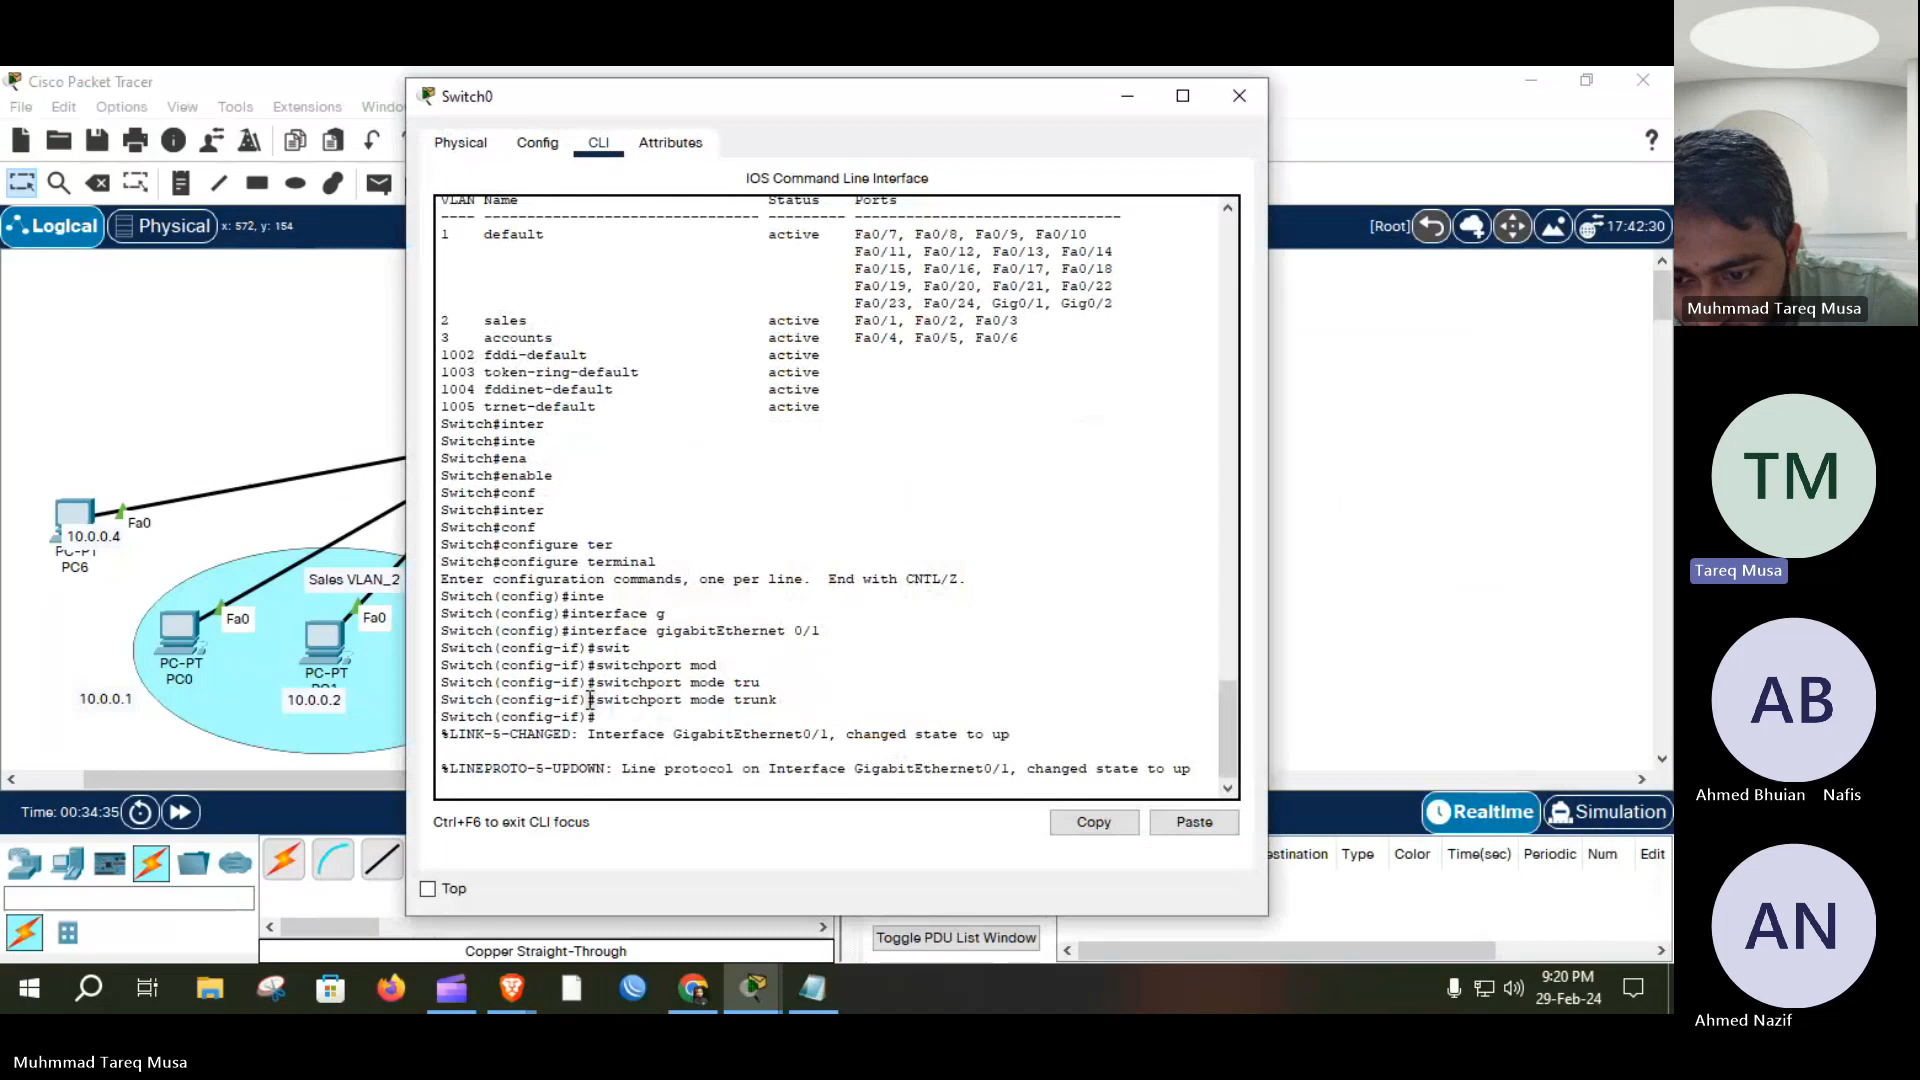 Cisco Packet Tracer
File Edit Options View Tools Extensions Windo
Logical
Physical
x: 572, y: 154
[Root]
17:42:30
?
Switch0
Physical Config CLI Attributes
IOS Command Line Interface
VLAN Name Status Ports
---- -------------------------------- --------- -------------------------------
1 default active Fa0/7, Fa0/8, Fa0/9, Fa0/10
Fa0/11, Fa0/12, Fa0/13, Fa0/14
Fa0/15, Fa0/16, Fa0/17, Fa0/18
Fa0/19, Fa0/20, Fa0/21, Fa0/22
Fa0/23, Fa0/24, Gig0/1, Gig0/2
2 sales active Fa0/1, Fa0/2, Fa0/3
3 accounts active Fa0/4, Fa0/5, Fa0/6
1002 fddi-default active
1003 token-ring-default active
1004 fddinet-default active
1005 trnet-default active
Switch#inter
Switch#inte
Switch#ena
Switch#enable
Switch#conf
Switch#inter
Switch#conf
Switch#configure ter
Switch#configure terminal
Enter configuration commands, one per line. End with CNTL/Z.
Switch(config)#inte
Switch(config)#interface g
Switch(config)#interface gigabitEthernet 0/1
Switch(config-if)#swit
Switch(config-if)#switchport mod
Switch(config-if)#switchport mode tru
Switch(config-if)#switchport mode trunk
Switch(config-if)#
%LINK-5-CHANGED: Interface GigabitEthernet0/1, changed state to up
%LINEPROTO-5-UPDOWN: Line protocol on Interface GigabitEthernet0/1, changed state to up
Ctrl+F6 to exit CLI focus
Copy
Paste
Top
Fa0
10.0.0.4
PC-PT
PC6
Sales VLAN_2
Fa0
Fa0
PC-PT
PC0
PC-PT
10.0.0.1
10.0.0.2
Time: 00:34:35
Realtime
Simulation
estination Type Color Time(sec) Periodic Num Edit
Toggle PDU List Window
Copper Straight-Through
9:20 PM
29-Feb-24
Muhmmad Tareq Musa
TM
Tareq Musa
AB
Ahmed Bhuian Nafis
AN
Ahmed Nazif
Muhmmad Tareq Musa